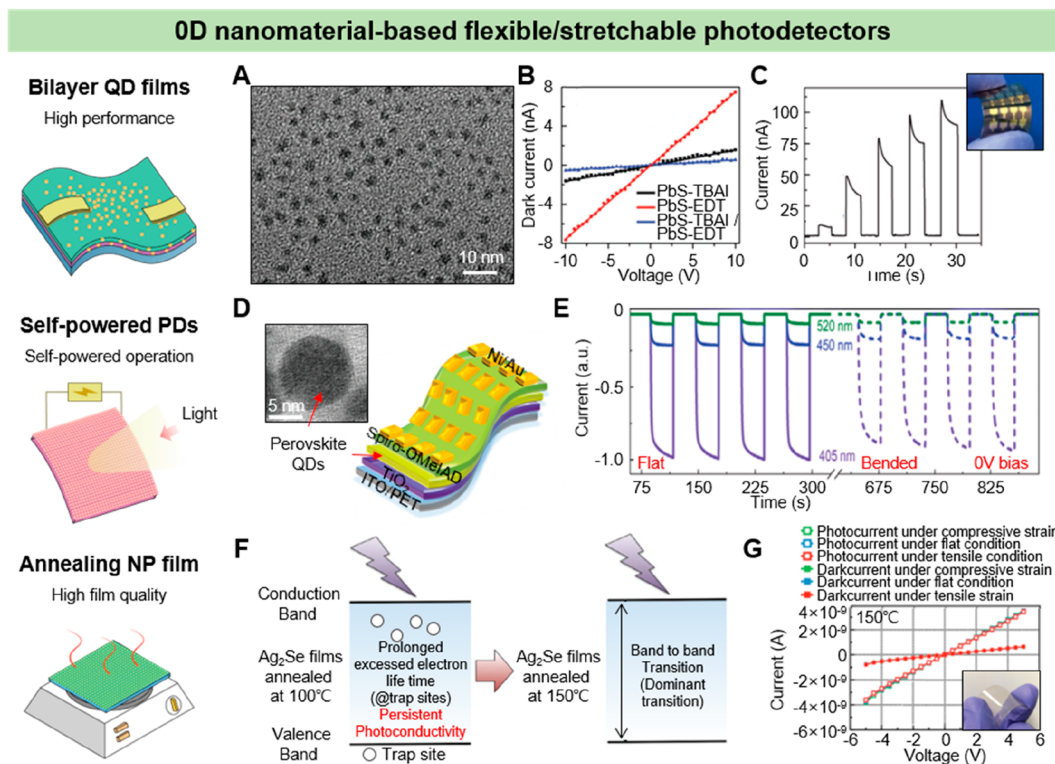 0D nanomaterial-based flexible/stretchable photodetectors
Bilayer QD films
High performance
A
10 nm
B
Dark current (nA)
8
4
0
-4
-8
PbS-TBAI
PbS-EDT
PbS-TBAI /
PbS-EDT
-10
-5
0
5
10
Voltage (V)
C
Current (nA)
100
75
50
25
0
0
10
20
30
Time (s)
Self-powered PDs
Self-powered operation
Light
D
5 nm
Perovskite
QDs
Ni/Au
Spiro-OMeTAD
TiO2
ITO/PET
E
Current (a.u.)
0
-0.5
-1.0
520 nm
450 nm
405 nm
Flat
Bended
0V bias
75
150
225
300
675
750
825
Time (s)
Annealing NP film
High film quality
F
Conduction
Band
Ag2Se films
annealed
at 100℃
Valence
Band
Prolonged
excessed electron
life time
(@trap sites)
Persistent
Photoconductivity
Trap site
Ag2Se films
annealed
at 150℃
Band to band
Transition
(Dominant
transition)
G
Photocurrent under compressive strain
Photocurrent under flat condition
Photocurrent under tensile condition
Darkcurrent under compressive strain
Darkcurrent under flat condition
Darkcurrent under tensile strain
Current (A)
4×10-9
2×10-9
0
-2×10-9
-4×10-9
-6×10-9
150℃
-6
-4
-2
0
2
4
6
Voltage (V)